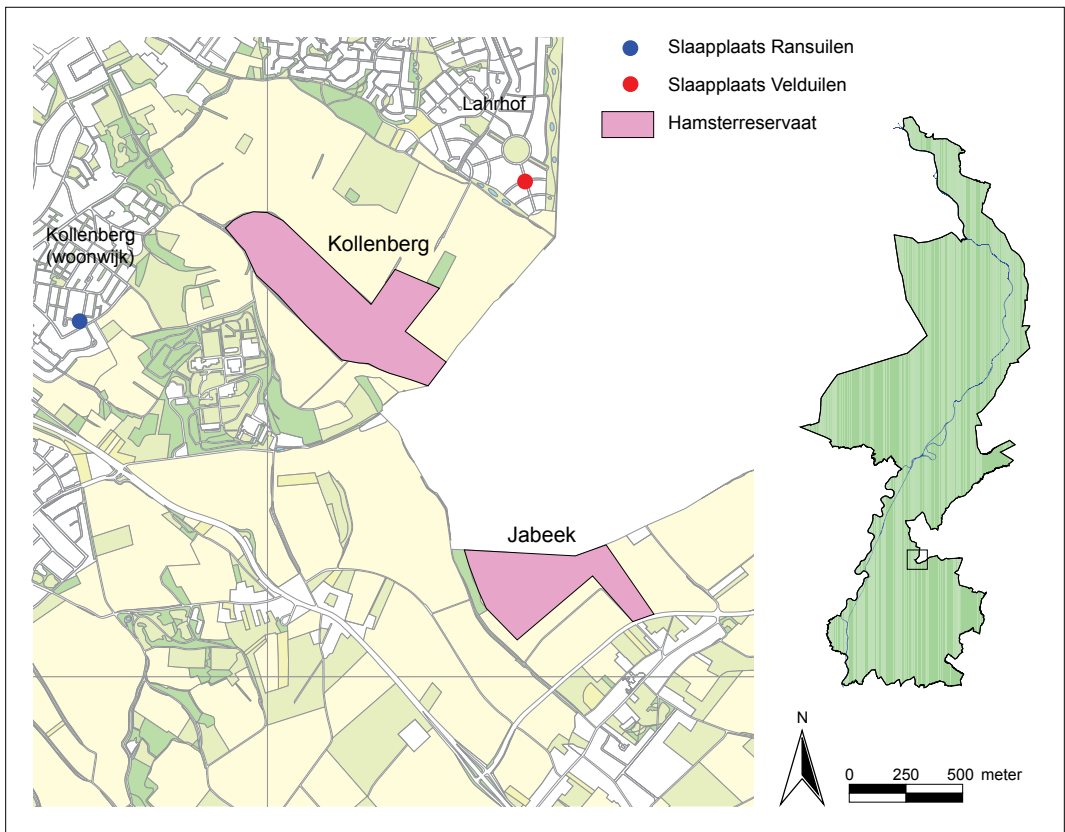 Slaapplaats Ransuilen
Slaapplaats Velduilen
Hamsterreservaat
Lahrhof
Kollenberg
(woonwijk)
Kollenberg
Jabeek
N
0 250 500 meter